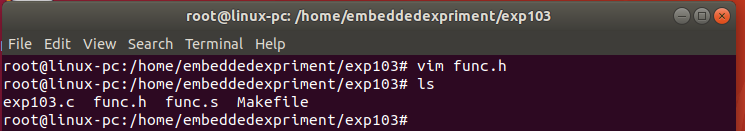 root@linux-pc: /home/embeddedexpriment/exp103
File Edit View Search Terminal Help
root@linux-pc:/home/embeddedexpriment/exp103# vim func.h
root@linux-pc:/home/embeddedexpriment/exp103# ls
exp103.c  func.h  func.s  Makefile
root@linux-pc:/home/embeddedexpriment/exp103#